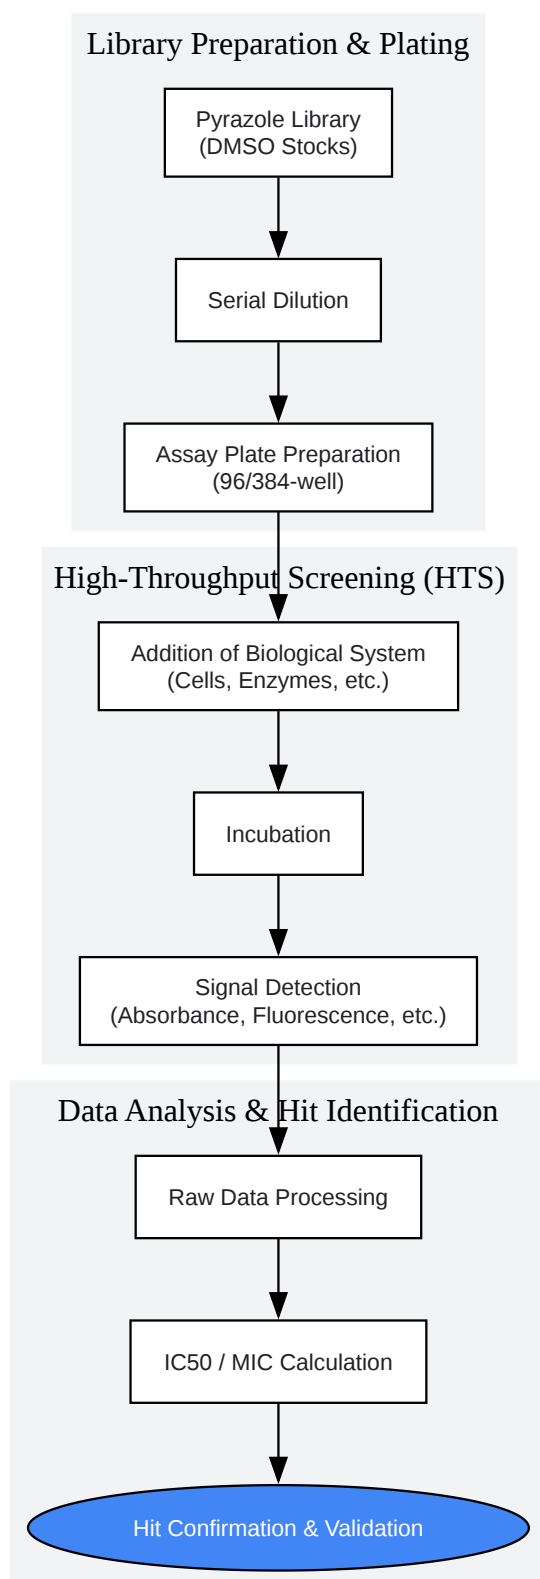 Library Preparation & Plating
Pyrazole Library
(DMSO Stocks)
Serial Dilution
Assay Plate Preparation
(96/384-well)
High-Throughput Screening (HTS)
Addition of Biological System
(Cells, Enzymes, etc.)
Incubation
Signal Detection
(Absorbance, Fluorescence, etc.)
Data Analysis & Hit Identification
Raw Data Processing
IC50 / MIC Calculation
Hit Confirmation & Validation